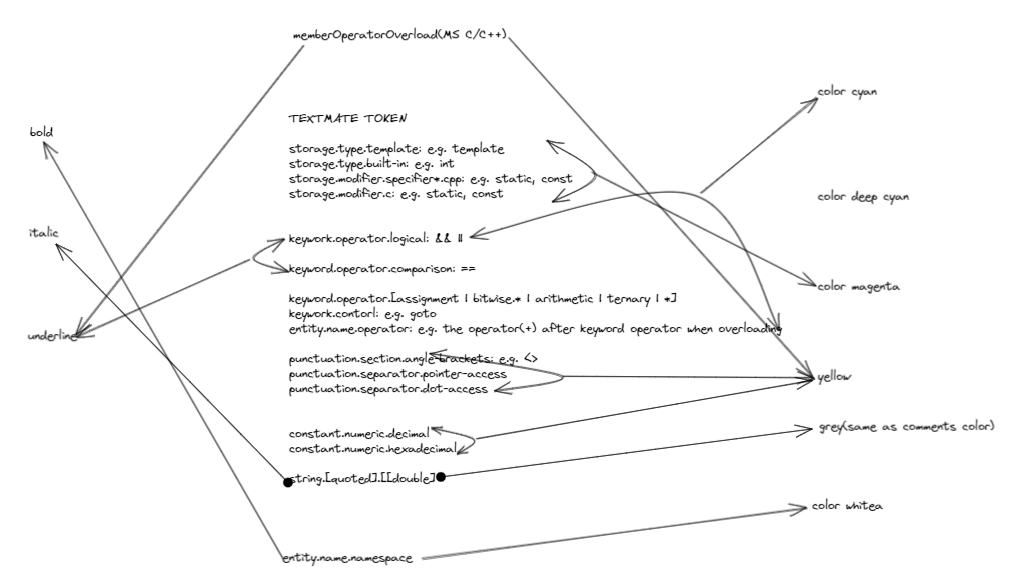 memberOperatorOverload(MS C/C++)
color cyan
TEXTMATE TOKEN
bold
storage.type.template: e.g. template
storage.type.built-in: e.g. int
storage.modifier.specifier*.cpp: e.g. static, const
storage.modifier.c: e.g. static, const
color deep cyan
italic
keywork.operator.logical: && ||
keyword.operator.comparison: ==
color magenta
keyword.operator.[assignment | bitwise.* | arithmetic | ternary | *]
keyword.contorl: e.g. goto
entity.name.operator: e.g. the operator(+) after keyword operator when overloading
underline
punctuation.section.angle-brackets: e.g. <>
punctuation.separator.pointer-access
yellow
punctuation.separator.dot-access
constant.numeric.decimal
grey(same as comments color)
constant.numeric.hexadecimal
string.[quoted].[[double]
color whitea
entity.name.namespace